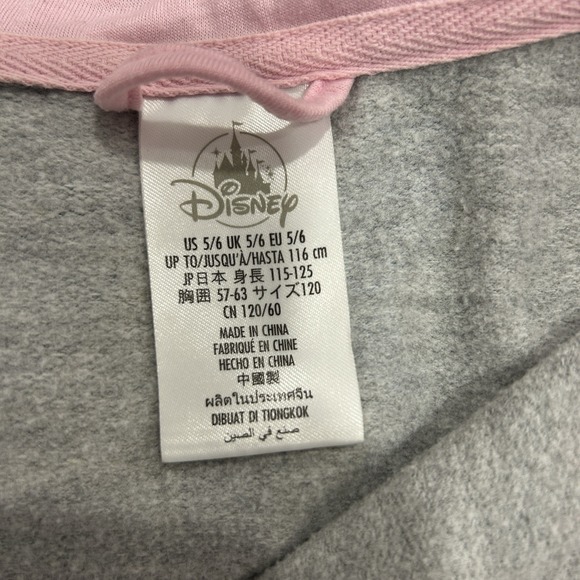 Disney
US 5/6 UK 5/6 EU 5/6
UP TO/JUSQU'À/HASTA 116 cm
JP日本 身長 115-125
胸囲 57-63 サイズ120
CN 120/60
MADE IN CHINA
FABRIQUÉ EN CHINE
HECHO EN CHINA
中國製
ผลิตในประเทศจีน
DIBUAT DI TIONGKOK
صنع في الصين